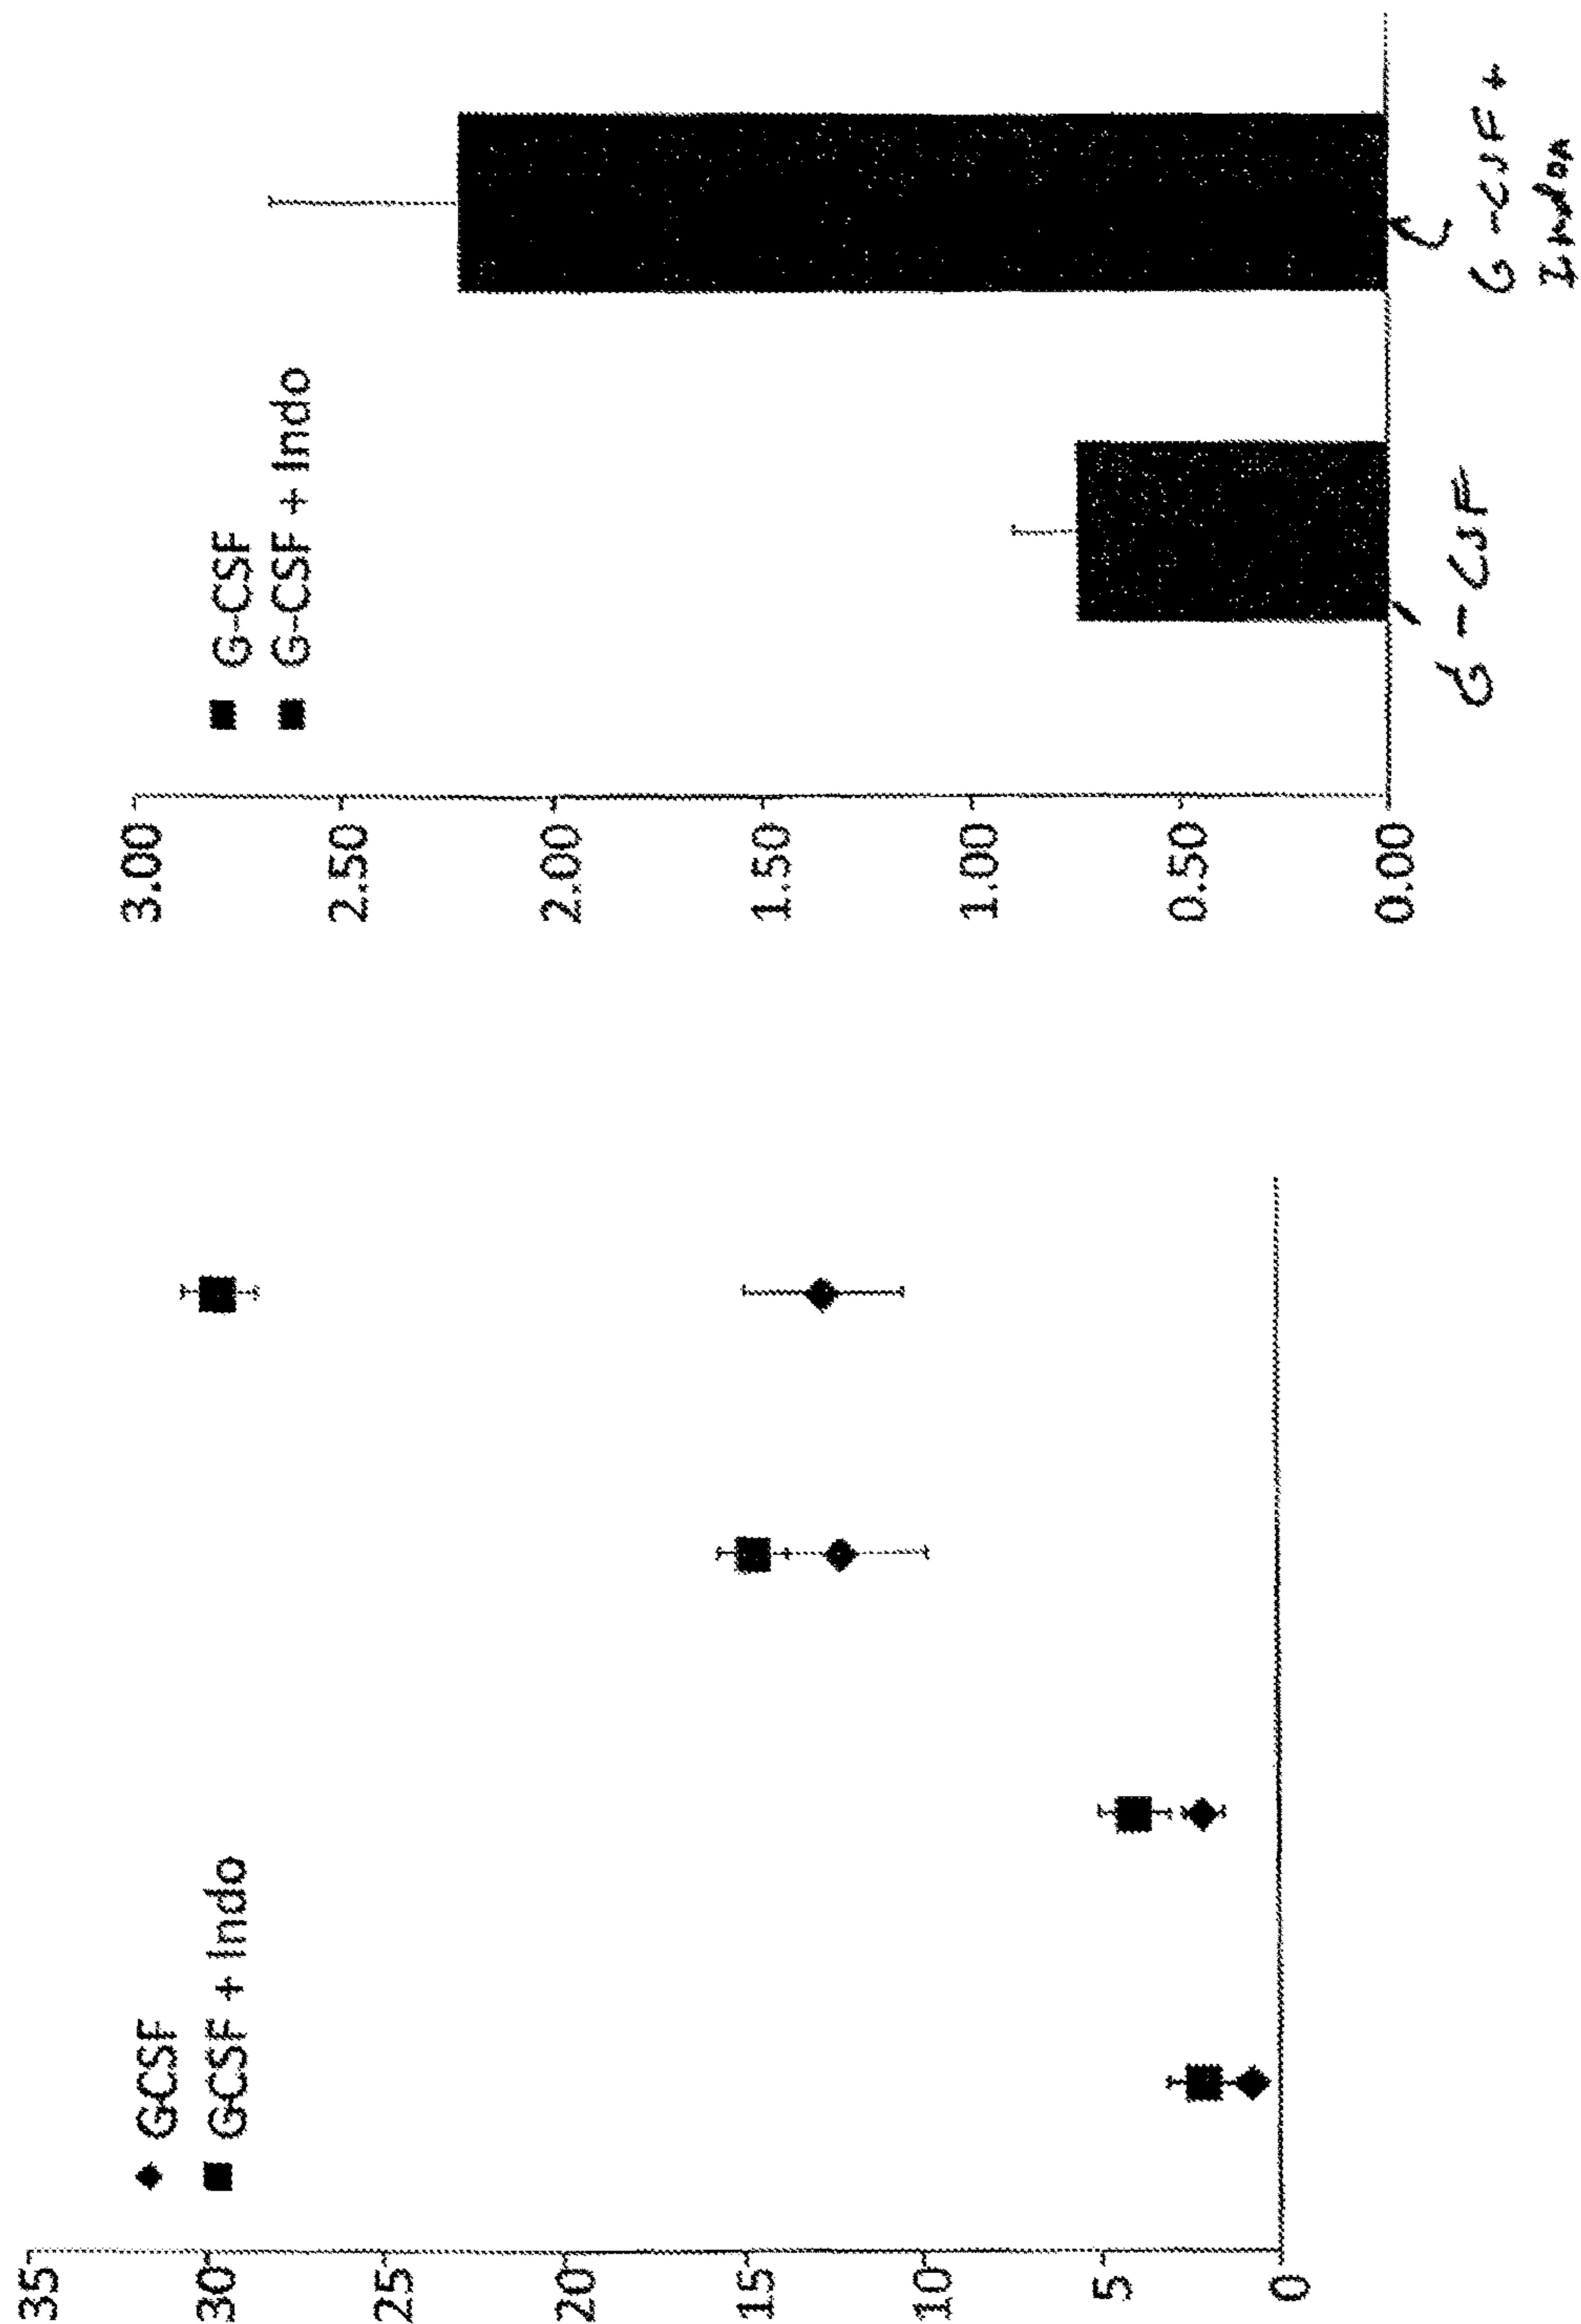 GCSF
GCSF + Indo
35
30
25
20
15
10
5
0
G-CSF
G-CSF + Indo
3.00
2.50
2.00
1.50
1.00
0.50
0.00
G-CSF
G-CSF +